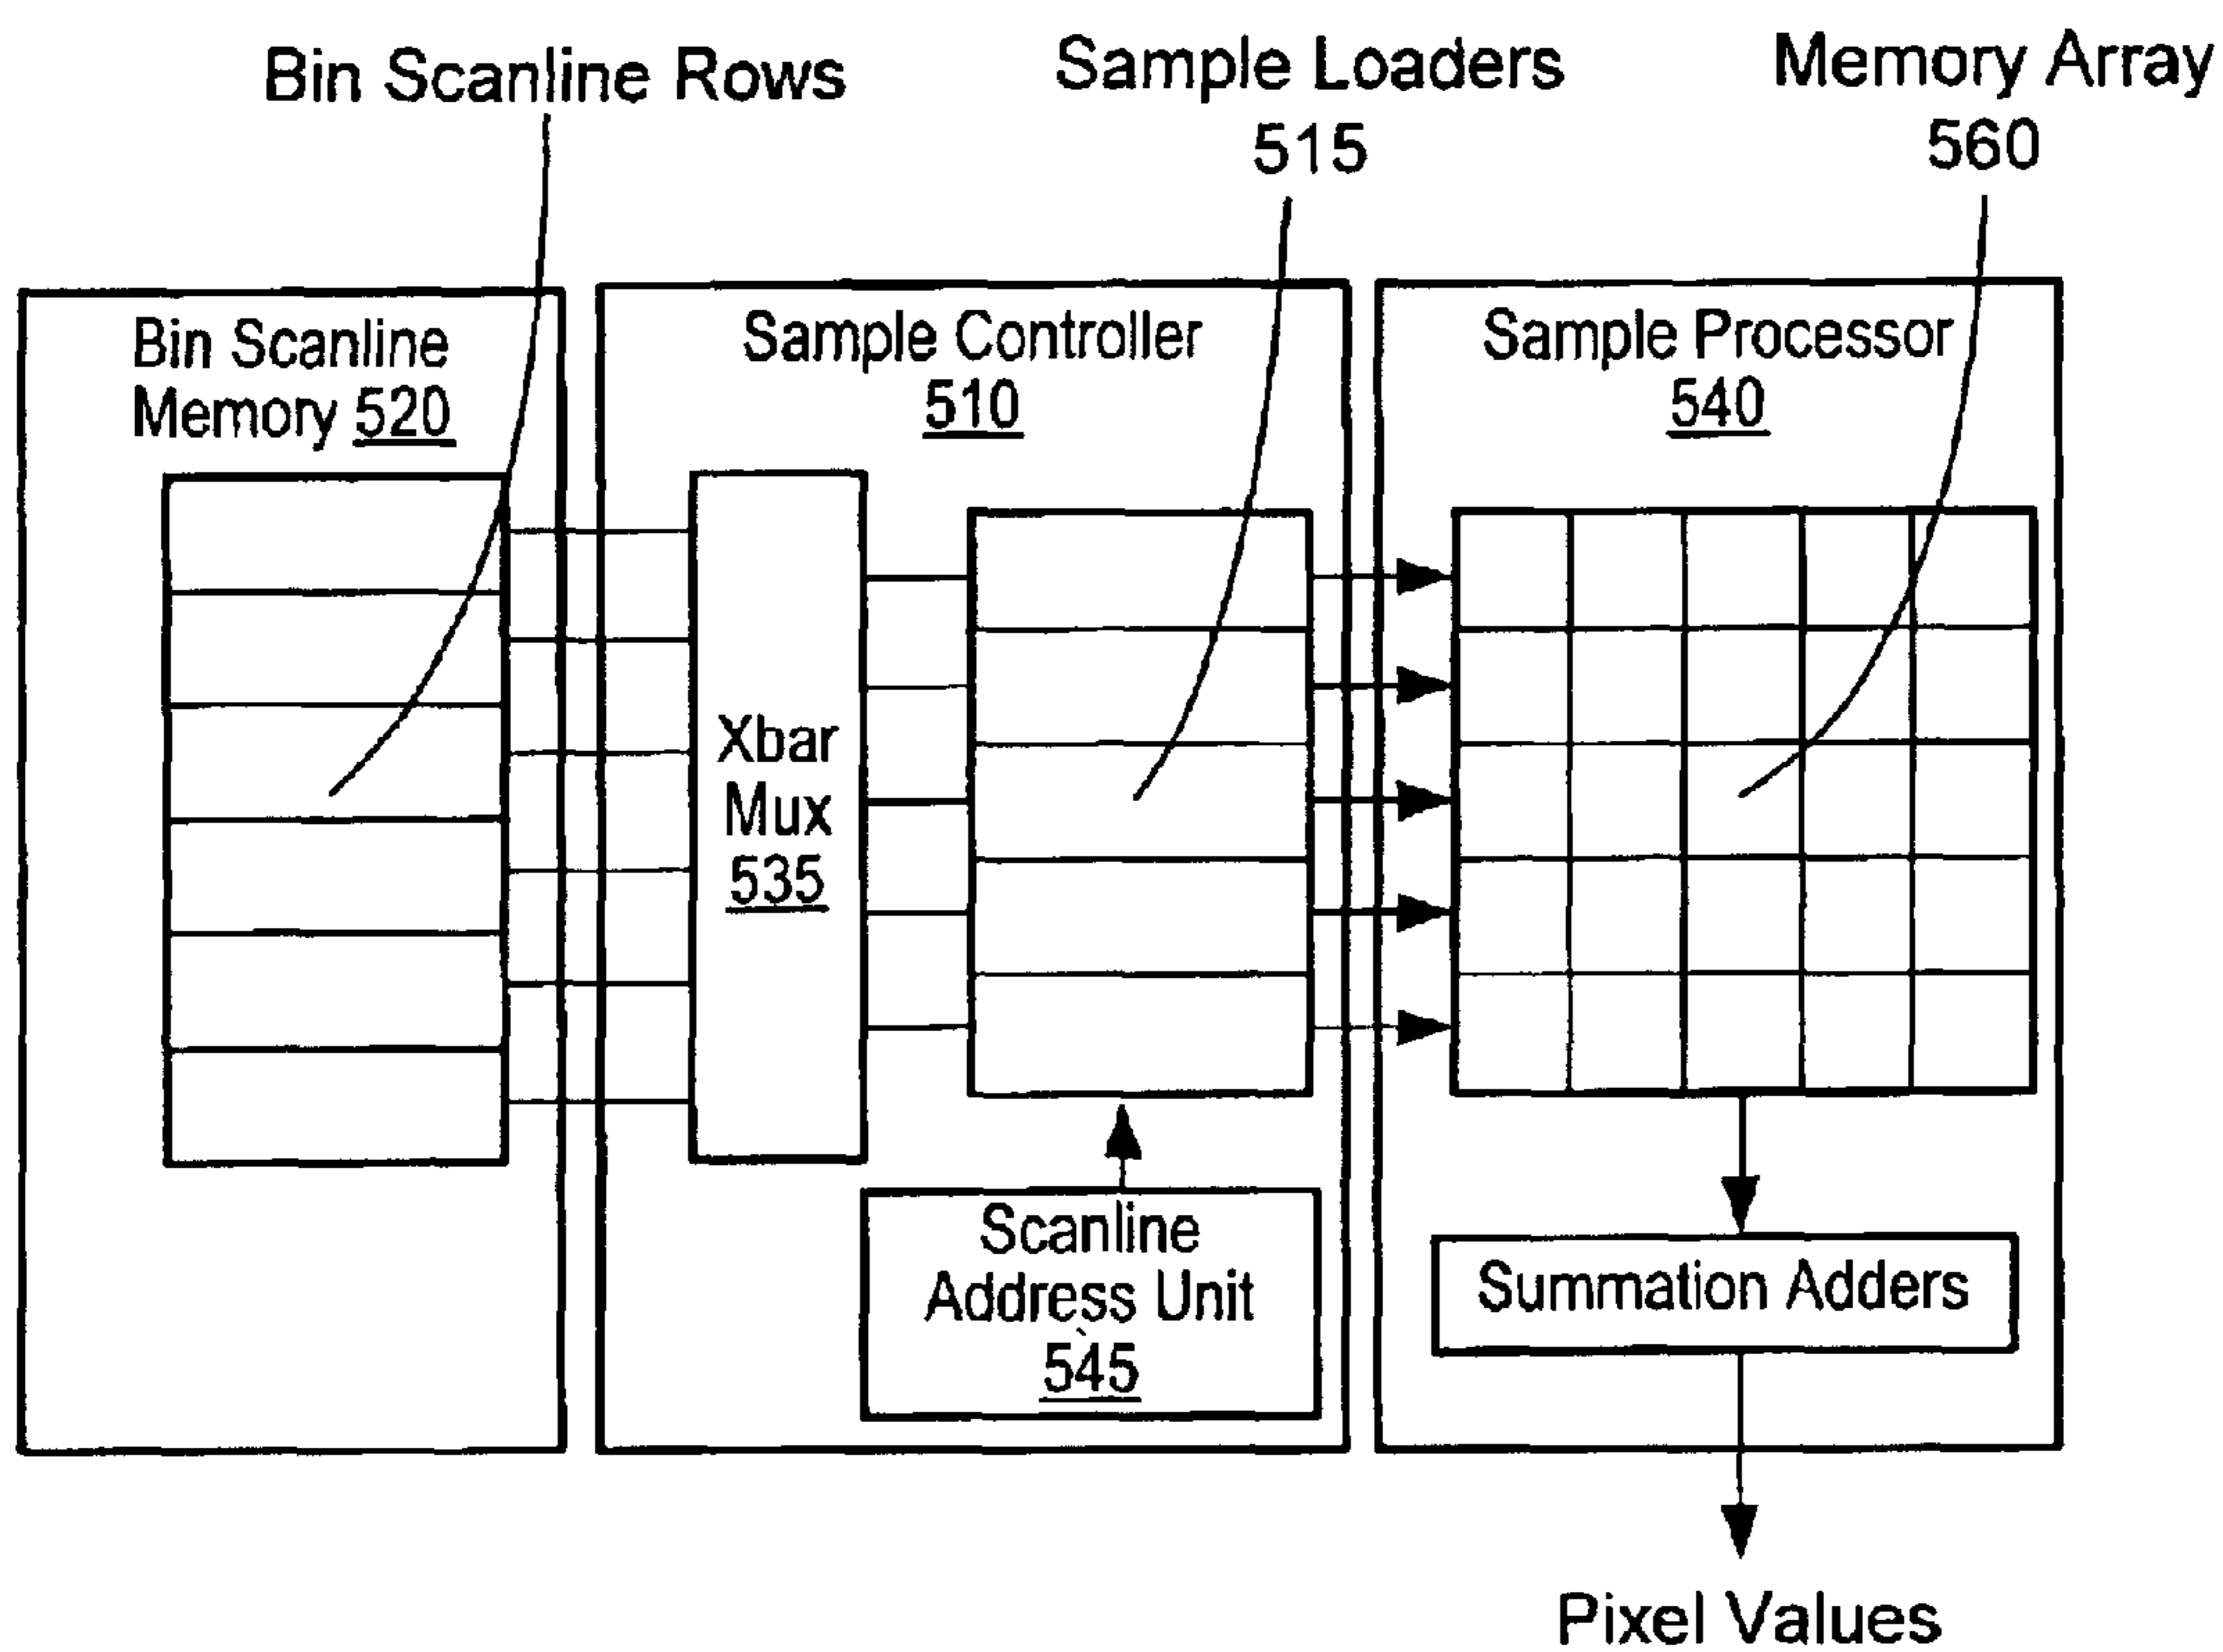 Bin Scanline Rows
Sample Loaders
515
Memory Array
560
Bin Scanline
Memory 520
Sample Controller
510
Sample Processor
540
Xbar
Mux
535
Scanline
Address Unit
545
Summation Adders
Pixel Values